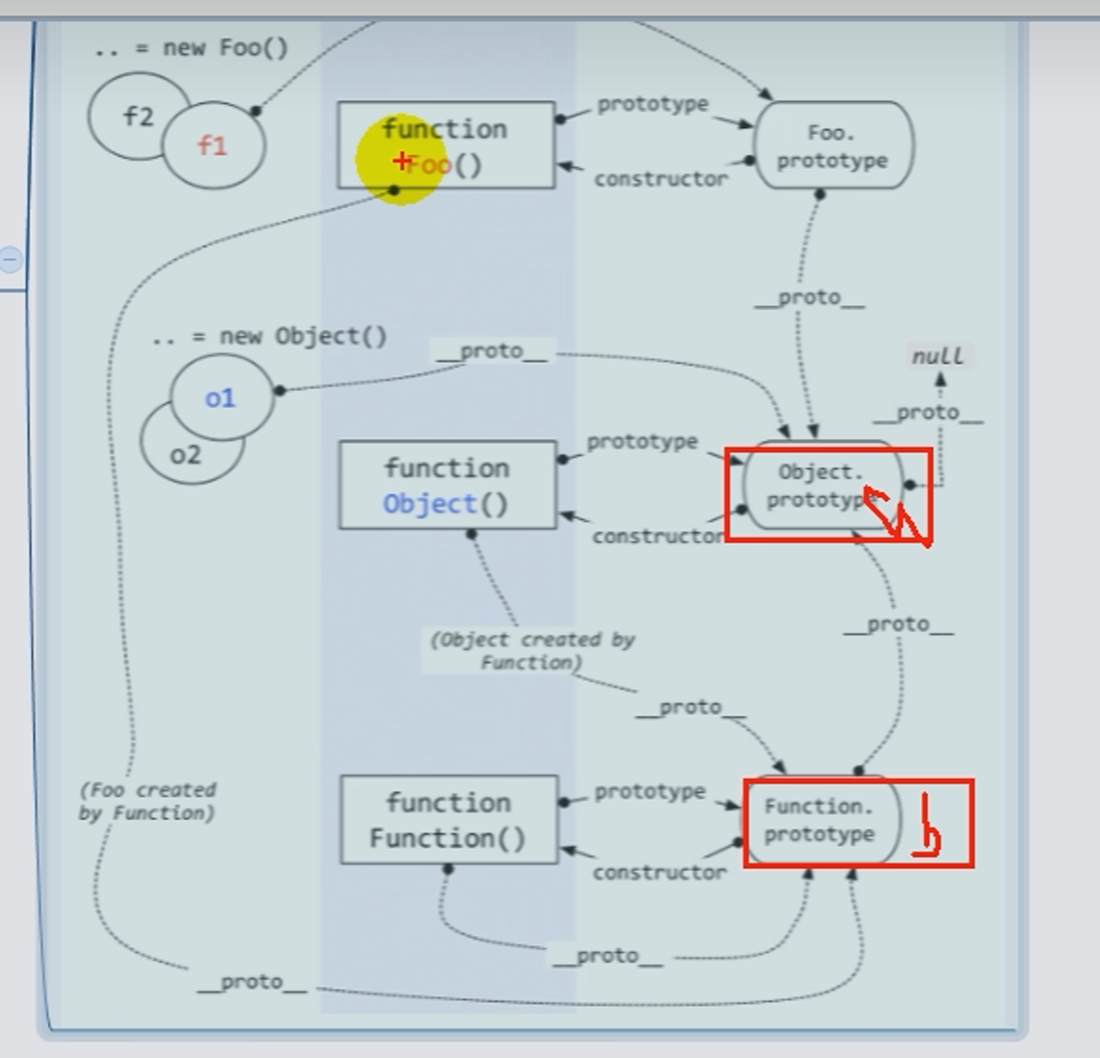 .. = new Foo()
f2
f1
function
Foo()
prototype
constructor
Foo.
prototype
__proto__
.. = new Object()
__proto__
null
__proto__
o1
o2
function
Object()
prototype
constructor
Object.
prototype
(Object created by
Function)
__proto__
__proto__
(Foo created
by Function)
function
Function()
prototype
constructor
Function.
prototype
b
__proto__
__proto__